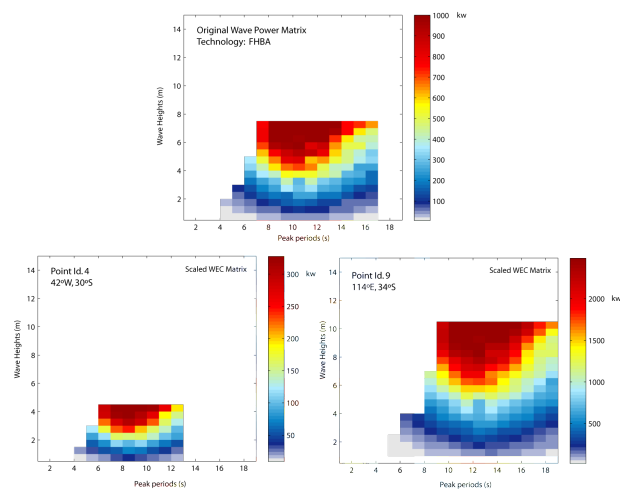 1000 kw
Original Wave Power Matrix
Technology: FHBA
14
12
10
8
6
4
2
Wave Heights (m)
2 4 6 8 10 12 14 16 18
Peak periods (s)
900
800
700
600
500
400
300
200
100
Point Id. 4
42ºW, 30ºS
Scaled WEC Matrix
14
12
10
8
6
4
2
Wave Heights (m)
2 4 6 8 10 12 14 16 18
Peak periods (s)
300 kw
250
200
150
100
50
Point Id. 9
114ºE, 34ºS
Scaled WEC Matrix
14
12
10
8
6
4
2
Wave Heights (m)
2 4 6 8 10 12 14 16 18
Peak periods (s)
2000 kw
1500
1000
500